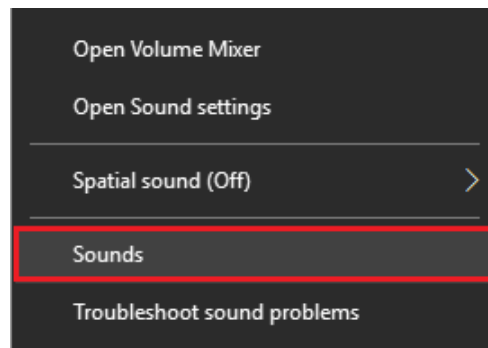 Open Volume Mixer
Open Sound settings
Spatial sound (Off)
Sounds
Troubleshoot sound problems